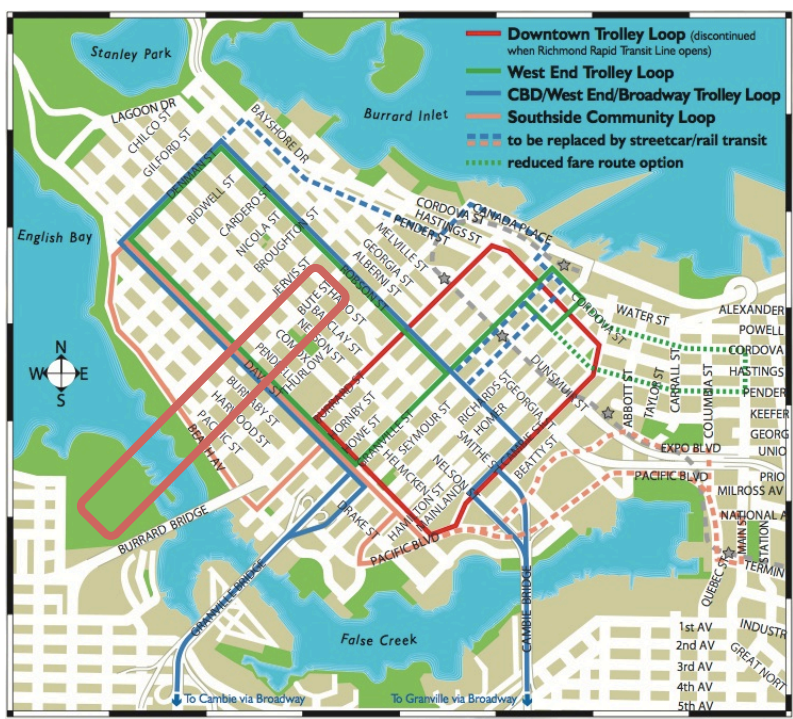 Stanley Park
Burrard Inlet
English Bay
False Creek
Downtown Trolley Loop (discontinued
when Richmond Rapid Transit Line opens)
West End Trolley Loop
CBD/West End/Broadway Trolley Loop
Southside Community Loop
to be replaced by streetcar/rail transit
reduced fare route option
LAGOON DR
CHILCO ST
GILFORD ST
BAYSHORE DR
DENMAN ST
BIDWELL ST
CARDERO ST
NICOLA ST
BROUGHTON ST
JERVIS ST
BUTE S
THURLOW
CORDOVA ST
HASTINGS ST
PENDER ST
CANADA PLACE
MELVILLE ST
GEORGIA ST
ALBERNI ST
ROBSON ST
HARO ST
BARCLAY ST
NELSON ST
COMOX
PENDRELL
DAVIE ST
BURNABY ST
HARWOOD ST
PACIFIC ST
BEACH AV
BURRARD ST
HORNBY ST
HOWE ST
GRANVILLE ST
SEYMOUR ST
RICHARDS S
HOMER
HAMILTON ST
MAINLAND
CAMBIE ST
BEATTY ST
DUNSMUIR ST
GEORGIA ST
SMITHE S
NELSON ST
HELMCKEN
DRAKE ST
PACIFIC BLVD
CORDOVA ST
WATER ST
ALEXANDER
POWELL
CORDOVA
HASTINGS
PENDER
KEEFER
GEORG
UNIO
PRIO
MILROSS AV
NATIONAL A
ABBOTT ST
TAYLOR ST
CARRALL ST
COLUMBIA ST
EXPO BLVD
PACIFIC BLVD
QUEBEC ST
MAIN ST
STATION
TERMIN
INDUSTR
GREAT NORT
1st AV
2nd AV
3rd AV
4th AV
5th AV
BURRARD BRIDGE
GRANVILLE BRIDGE
CAMBIE BRIDGE
N
W E
S
To Cambie via Broadway
To Granville via Broadway